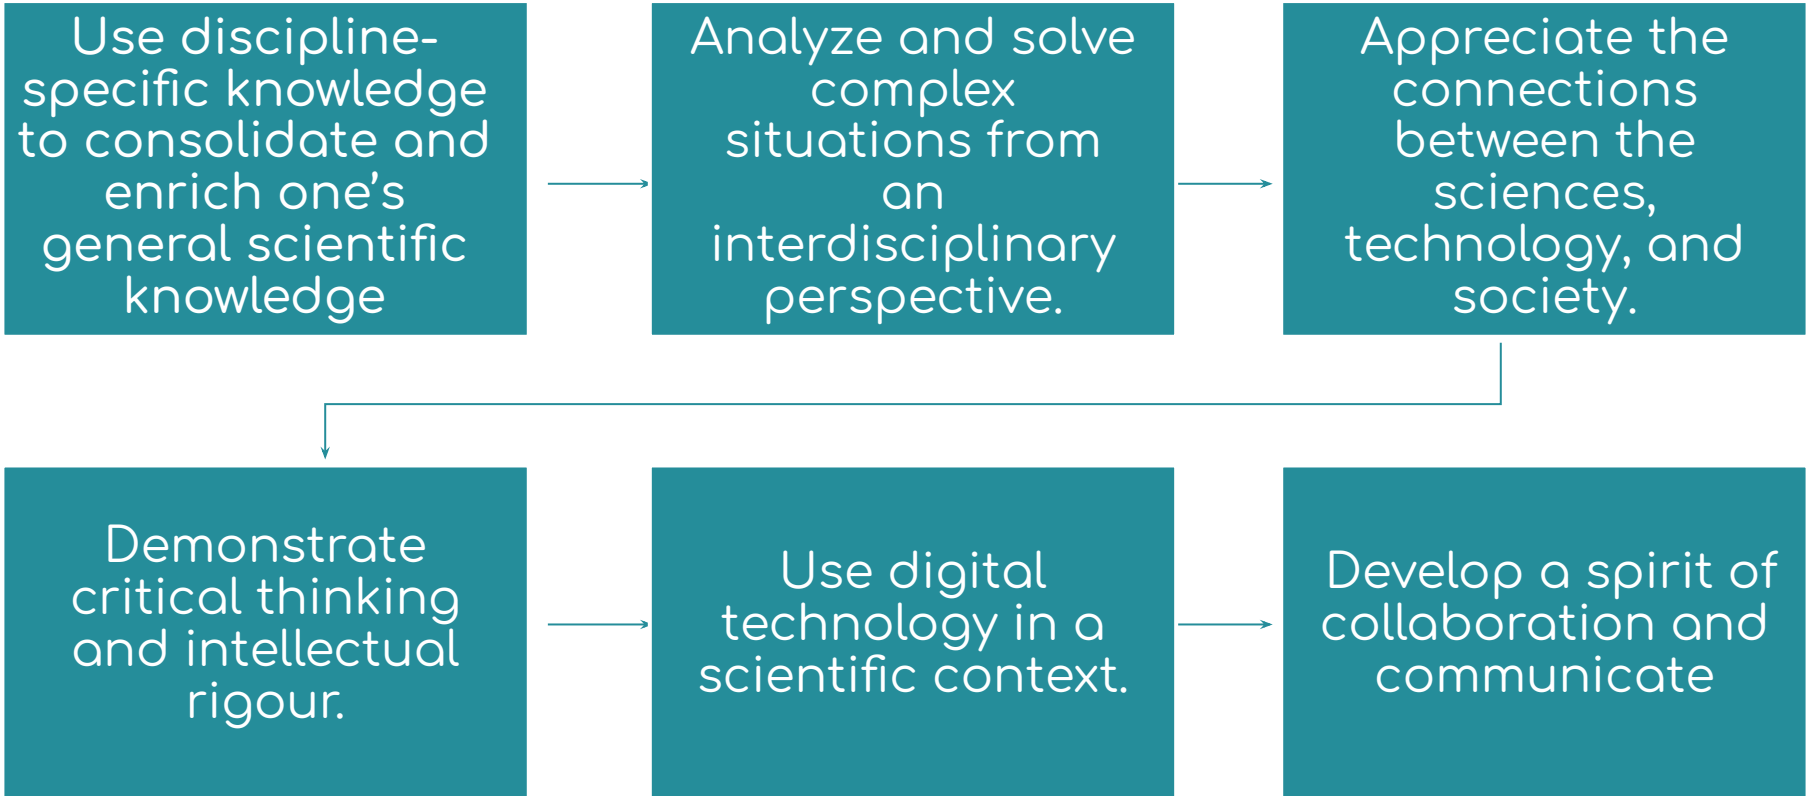 Use discipline-
specific knowledge
to consolidate and
enrich one’s
general scientific
knowledge
Analyze and solve
complex
situations from
an
interdisciplinary
perspective.
Appreciate the
connections
between the
sciences,
technology, and
society.
Demonstrate
critical thinking
and intellectual
rigour.
Use digital
technology in a
scientific context.
Develop a spirit of
collaboration and
communicate